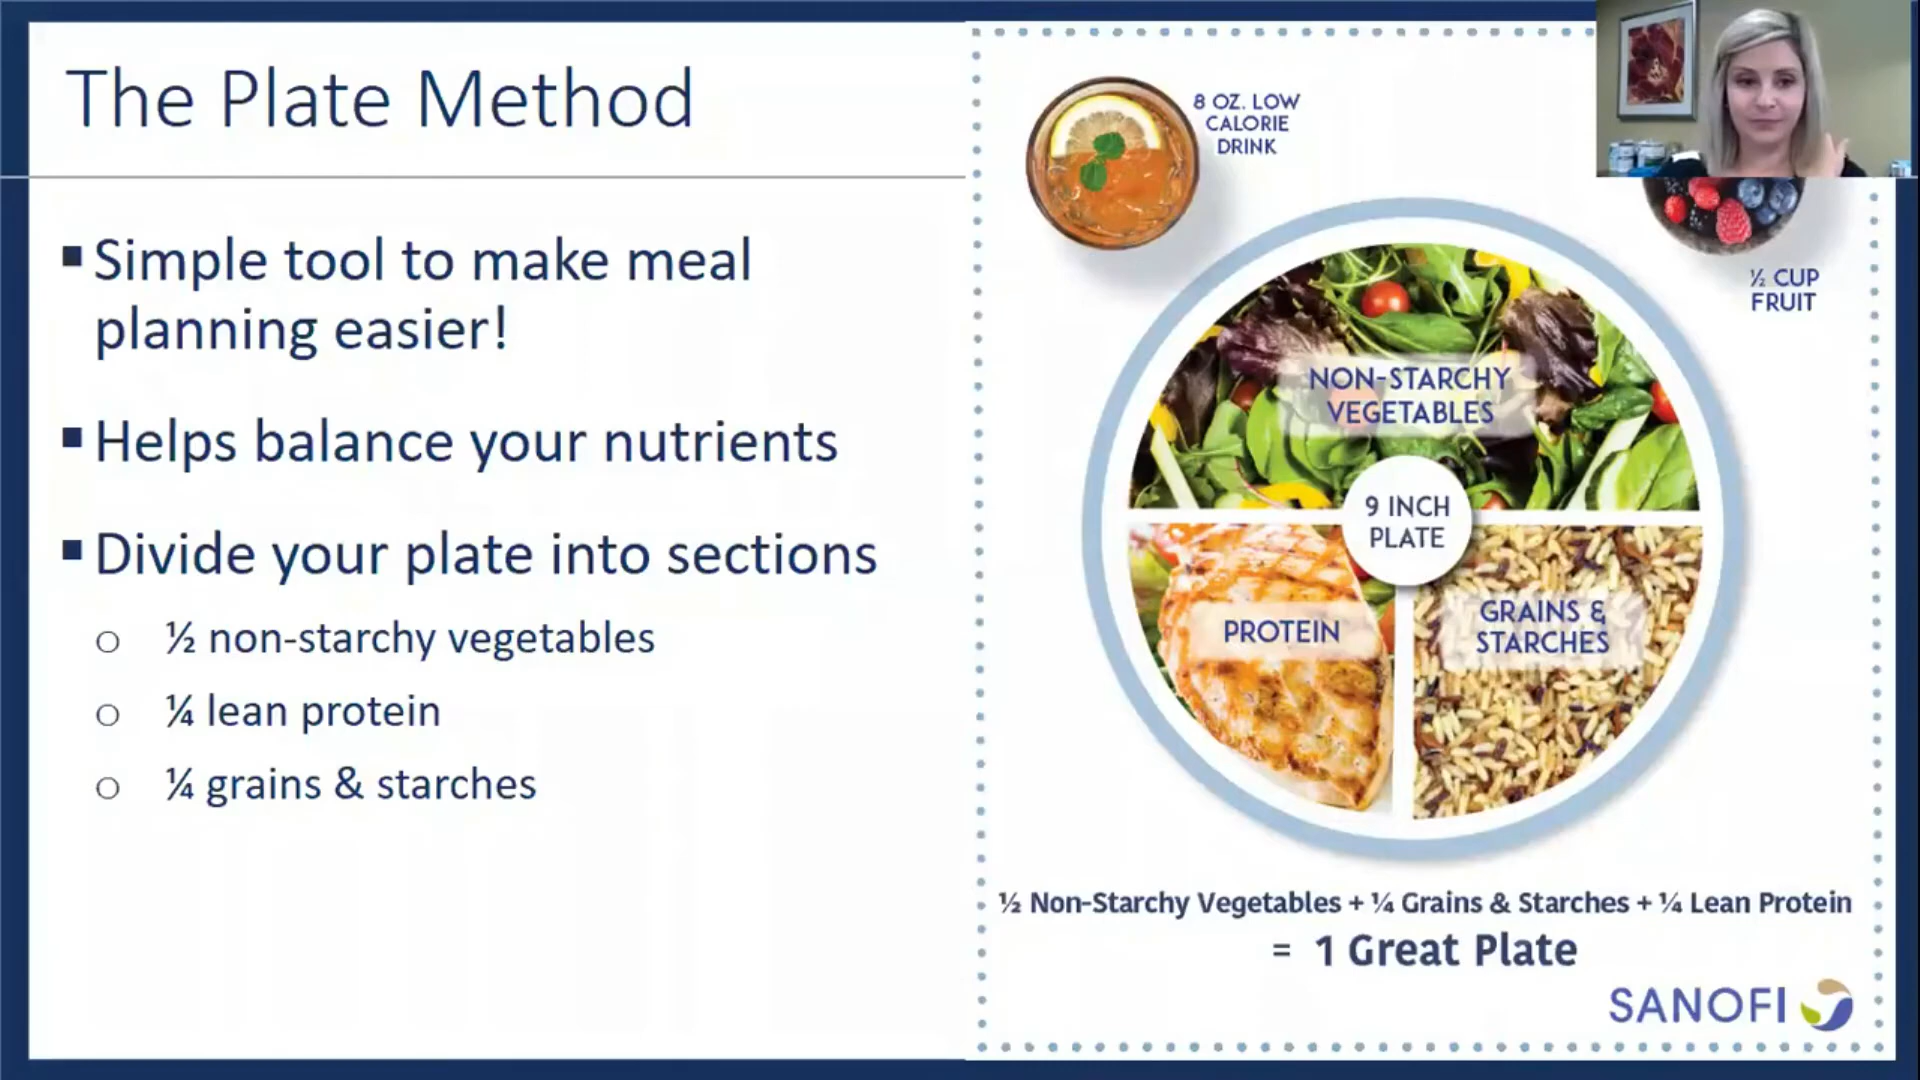 The Plate Method
Simple tool to make meal
planning easier!
Helps balance your nutrients
Divide your plate into sections
½ non-starchy vegetables
¼ lean protein
¼ grains & starches
8 OZ. LOW
CALORIE
DRINK
½ CUP
FRUIT
NON-STARCHY
VEGETABLES
9 INCH
PLATE
PROTEIN
GRAINS &
STARCHES
½ Non-Starchy Vegetables + ¼ Grains & Starches + ¼ Lean Protein
= 1 Great Plate
SANOFI